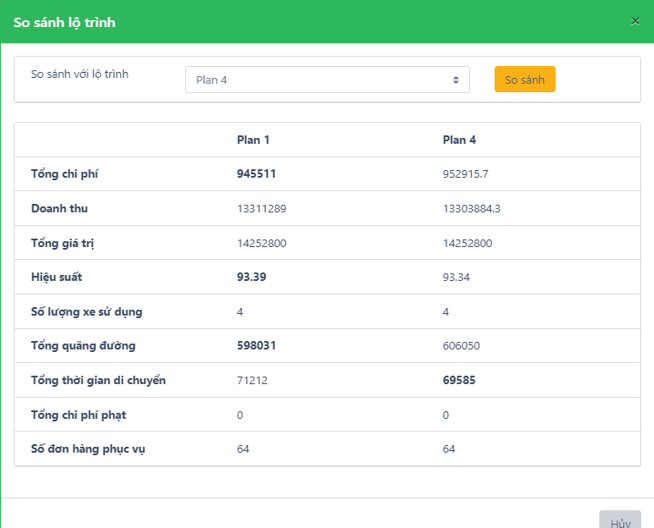 So sánh lộ trình ×
So sánh với lộ trình Plan 4 So sánh
Plan 1 Plan 4
Tổng chi phí 945511 952915.7
Doanh thu 13311289 13303884.3
Tổng giá trị 14252800 14252800
Hiệu suất 93.39 93.34
Số lượng xe sử dụng 4 4
Tổng quãng đường 598031 606050
Tổng thời gian di chuyển 71212 69585
Tổng chi phí phạt 0 0
Số đơn hàng phục vụ 64 64
Hủy